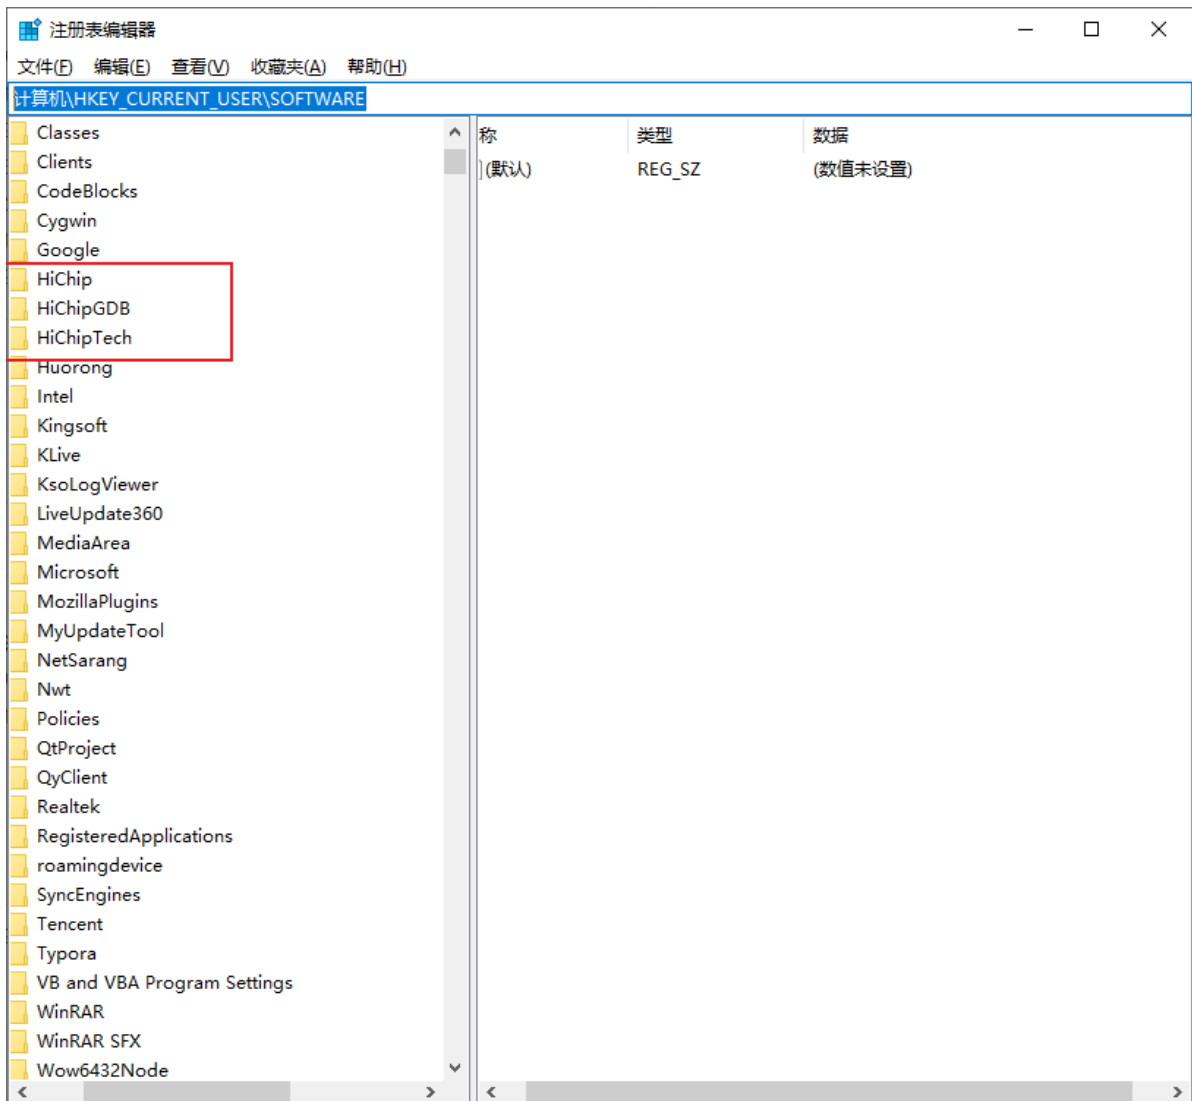 注册表编辑器
文件(F) 编辑(E) 查看(V) 收藏夹(A) 帮助(H)
计算机\HKEY_CURRENT_USER\SOFTWARE
Classes
Clients
CodeBlocks
Cygwin
Google
HiChip
HiChipGDB
HiChipTech
Huorong
Intel
Kingsoft
KLive
KsoLogViewer
LiveUpdate360
MediaArea
Microsoft
MozillaPlugins
MyUpdateTool
NetSarang
Nwt
Policies
QtProject
QyClient
Realtek
RegisteredApplications
roamingdevice
SyncEngines
Tencent
Typora
VB and VBA Program Settings
WinRAR
WinRAR SFX
Wow6432Node
称 类型 数据
(默认) REG_SZ (数值未设置)